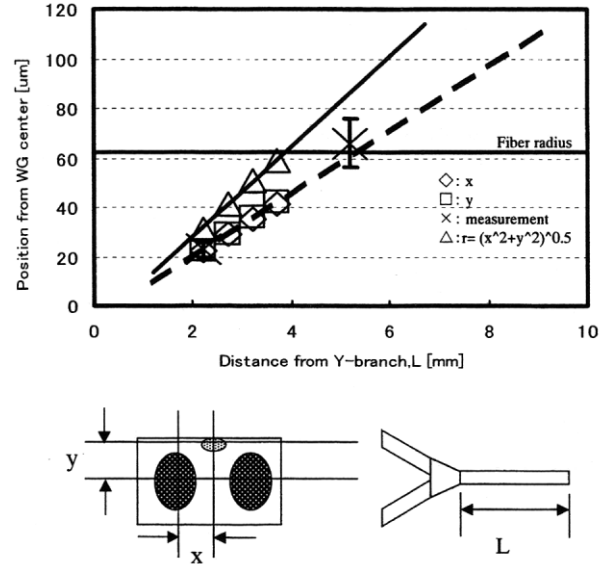 120
100
80
60
40
20
0
Position from WG center [um]
Fiber radius
◇: x
□: y
×: measurement
△: r= (x^2+y^2)^0.5
0 2 4 6 8 10
Distance from Y-branch,L [mm]
y
x
L